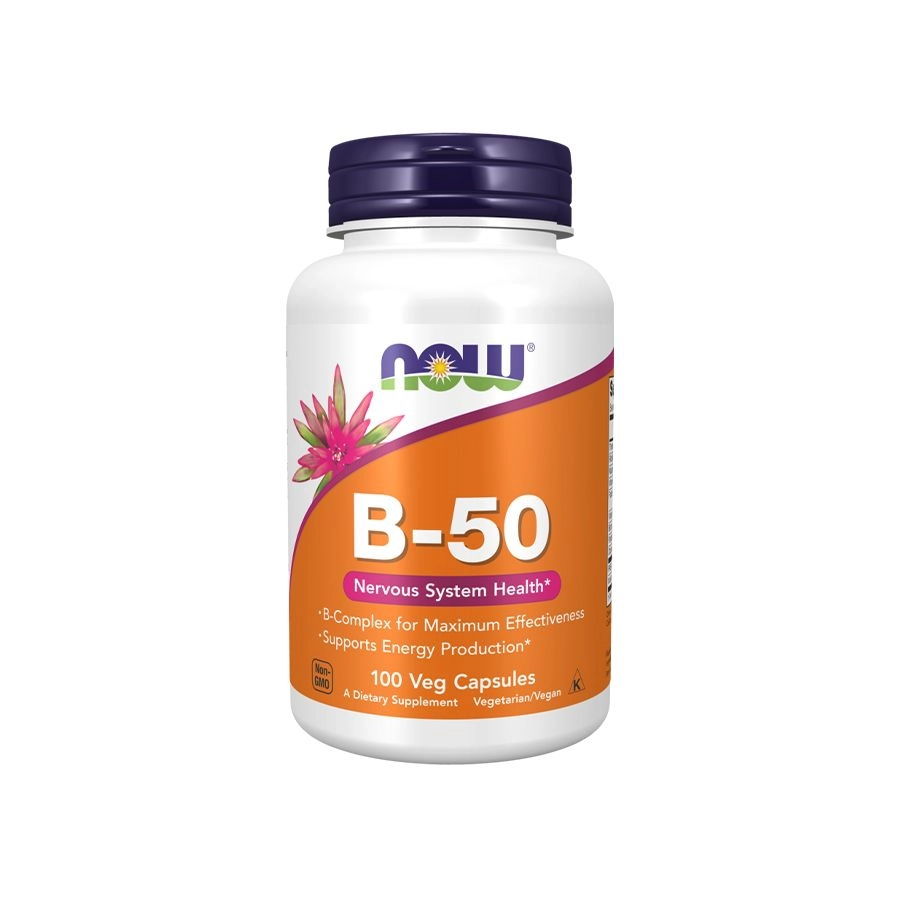 NOW®
B-50
Nervous System Health*
·B-Complex for Maximum Effectiveness
·Supports Energy Production*
Non-
GMO
100 Veg Capsules
A Dietary Supplement Vegetarian/Vegan
K